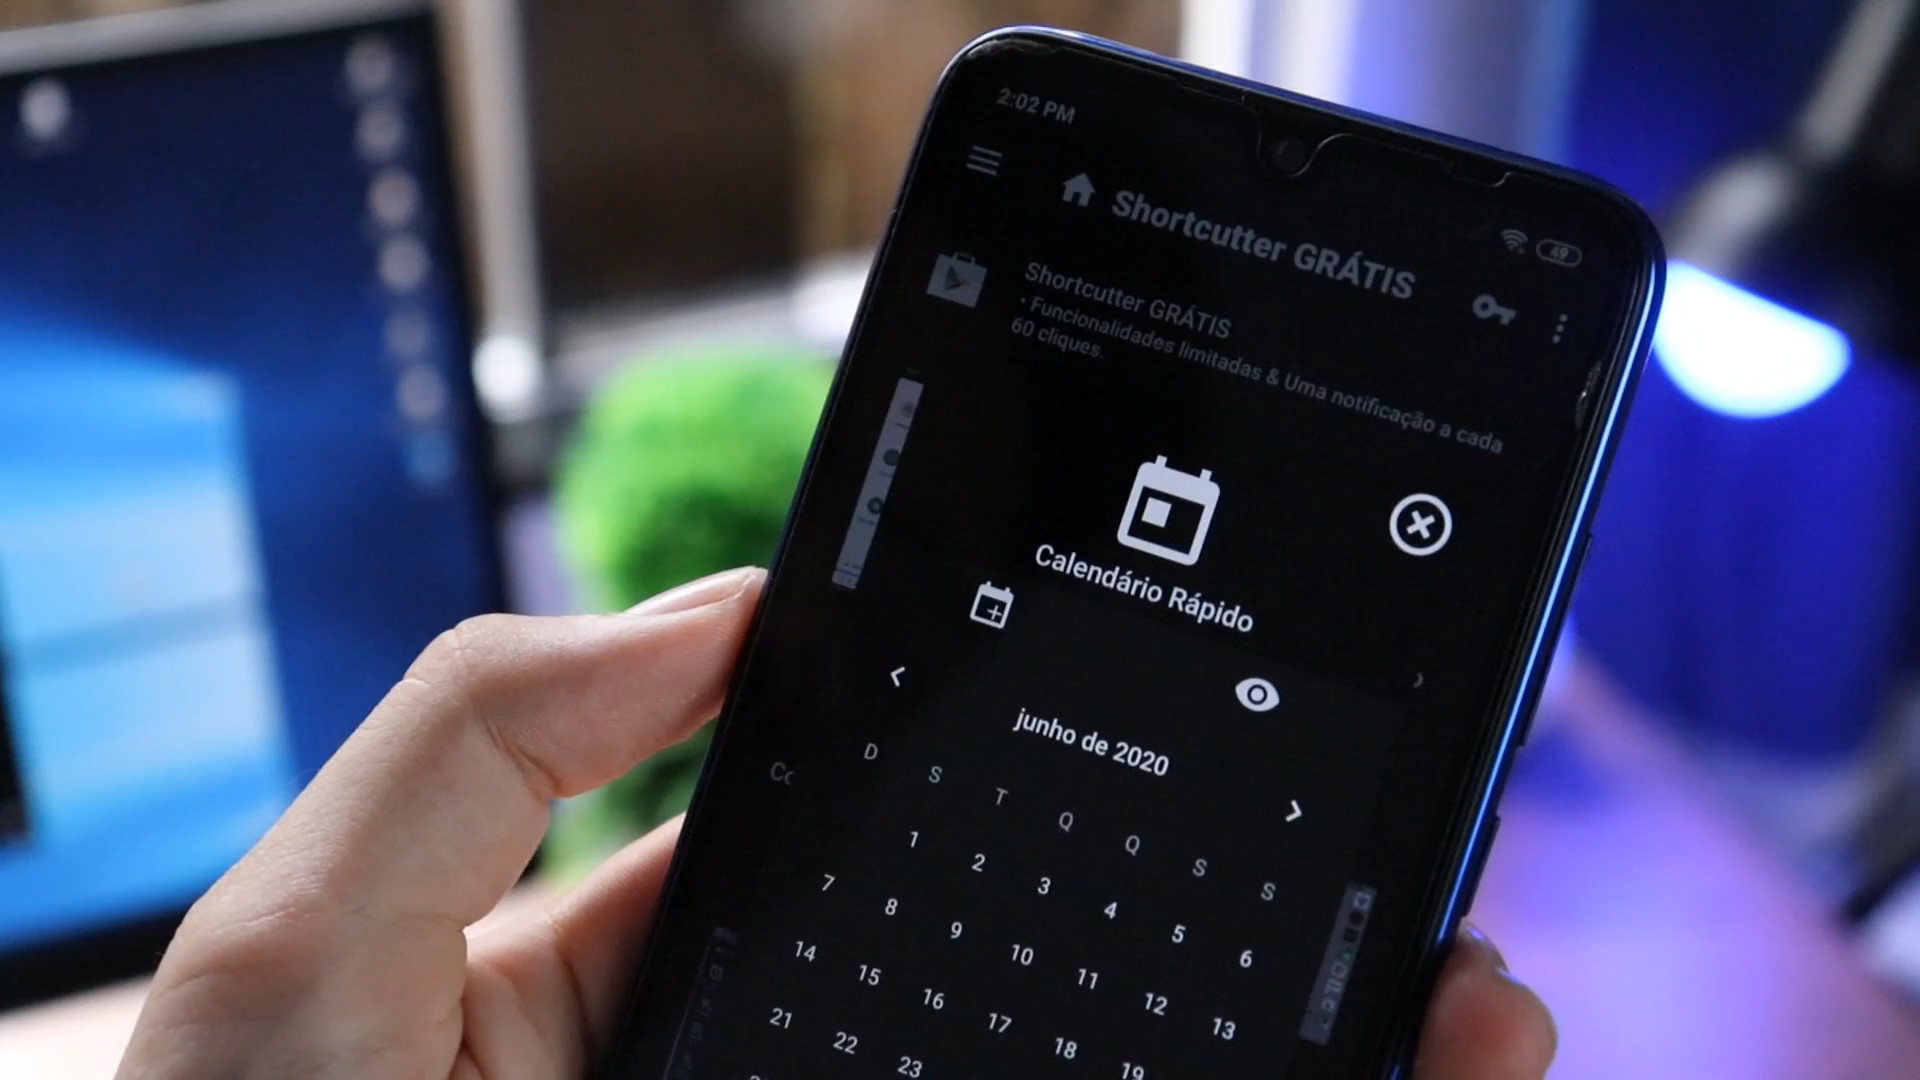 2:02 PM
49
Shortcutter GRÁTIS
Shortcutter GRÁTIS
• Funcionalidades limitadas & Uma notificação a cada
60 cliques.
Calendário Rápido
junho de 2020
D S T Q Q S S
1 2 3 4 5 6
7 8 9 10 11 12 13
14 15 16 17 18 19
21 22 23